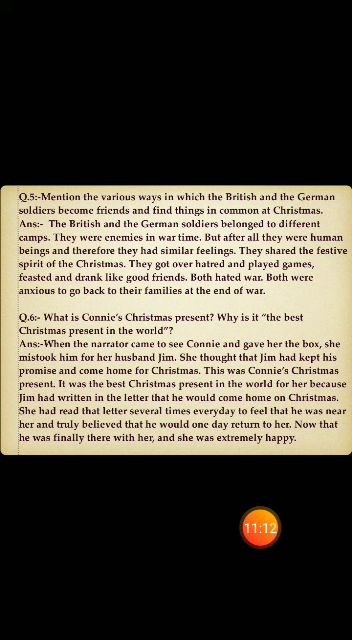 Q.5:-Mention the various ways in which the British and the German
soldiers become friends and find things in common at Christmas.
Ans:-  The British and the German soldiers belonged to different
camps. They were enemies in war time. But after all they were human
beings and therefore they had similar feelings. They shared the festive
spirit of the Christmas. They got over hatred and played games,
feasted and drank like good friends. Both hated war. Both were
anxious to go back to their families at the end of war.
Q.6:- What is Connie's Christmas present? Why is it "the best
Christmas present in the world"?
Ans:-When the narrator came to see Connie and gave her the box, she
mistook him for her husband Jim. She thought that Jim had kept his
promise and come home for Christmas. This was Connie's Christmas
present. It was the best Christmas present in the world for her because
Jim had written in the letter that he would come home on Christmas.
She had read that letter several times everyday to feel that he was near
her and truly believed that he would one day return to her. Now that
he was finally there with her, and she was extremely happy.
11:12